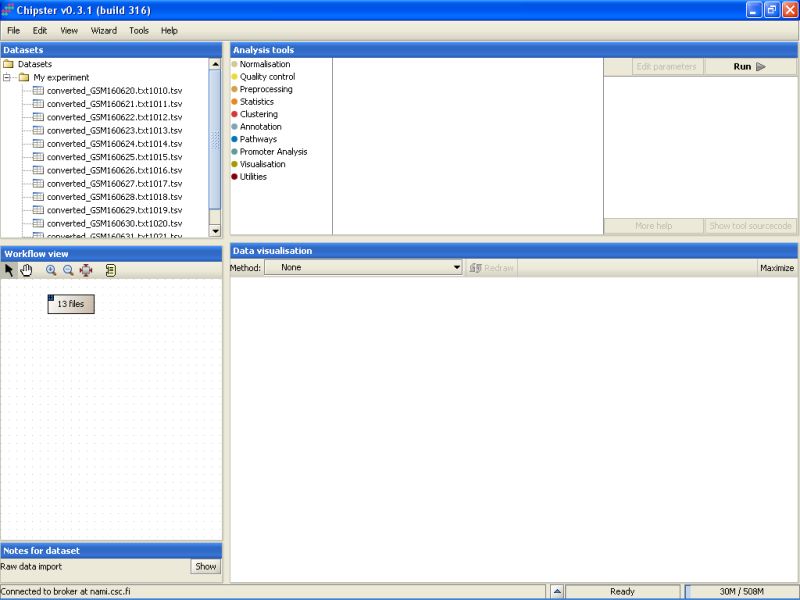 Chipster v0.3.1 (build 316)
File Edit View Wizard Tools Help
Datasets
Datasets
My experiment
converted_GSM160620.txt1010.tsv
converted_GSM160621.txt1011.tsv
converted_GSM160622.txt1012.tsv
converted_GSM160623.txt1013.tsv
converted_GSM160624.txt1014.tsv
converted_GSM160625.txt1015.tsv
converted_GSM160626.txt1016.tsv
converted_GSM160627.txt1017.tsv
converted_GSM160628.txt1018.tsv
converted_GSM160629.txt1019.tsv
converted_GSM160630.txt1020.tsv
converted_GSM160631.txt1021.tsv
Analysis tools
Normalisation
Quality control
Preprocessing
Statistics
Clustering
Annotation
Pathways
Promoter Analysis
Visualisation
Utilities
Edit parameters Run
More help Show tool sourcecode
Workflow view
13 files
Data visualisation
Method: None Redraw Maximize
Notes for dataset
Raw data import Show
Connected to broker at nami.csc.fi Ready 30M / 508M